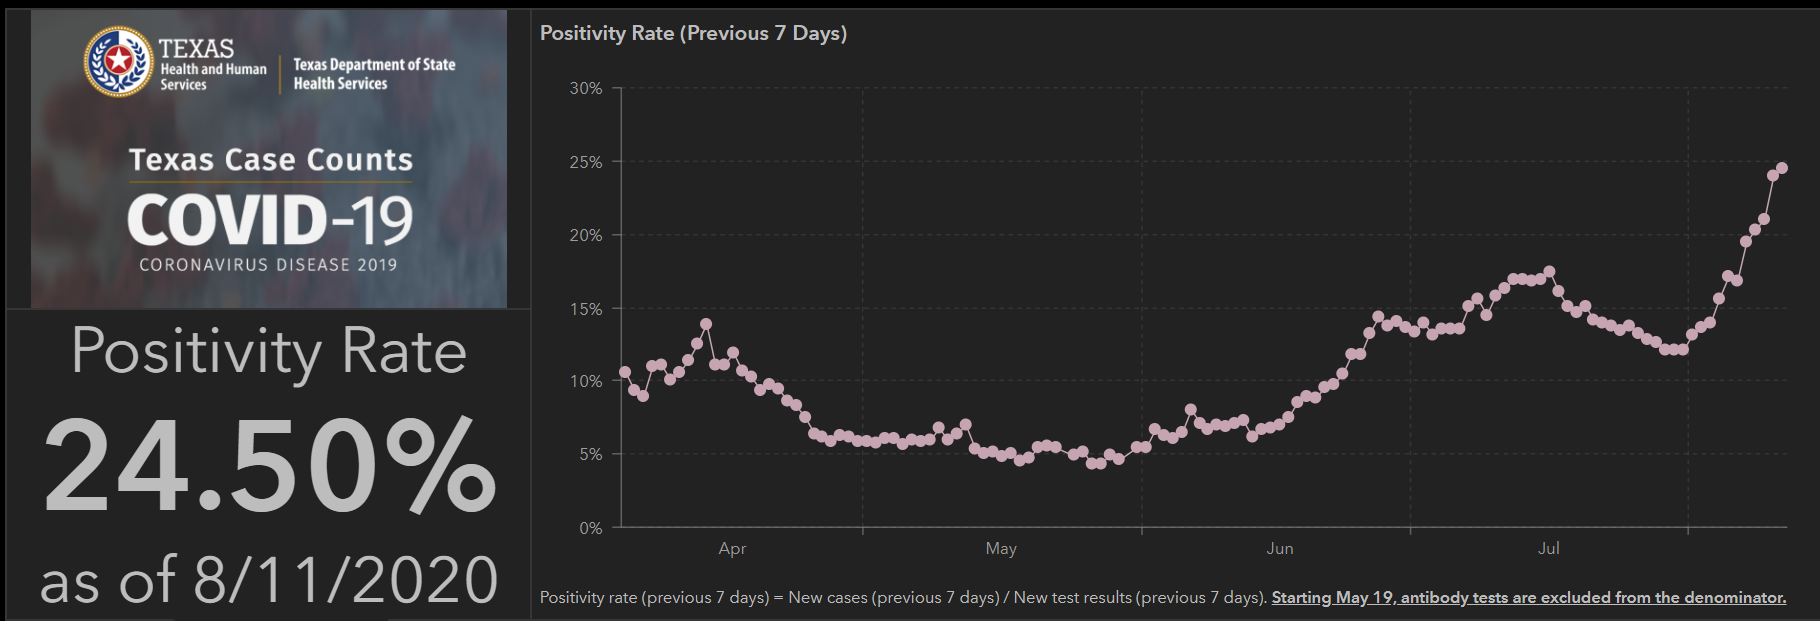 TEXAS
Health and Human
Services
Texas Department of State
Health Services
Texas Case Counts
COVID-19
CORONAVIRUS DISEASE 2019
Positivity Rate
24.50%
as of 8/11/2020
Positivity Rate (Previous 7 Days)
30%
25%
20%
15%
10%
5%
0%
Apr May Jun Jul
Positivity rate (previous 7 days) = New cases (previous 7 days) / New test results (previous 7 days). Starting May 19, antibody tests are excluded from the denominator.